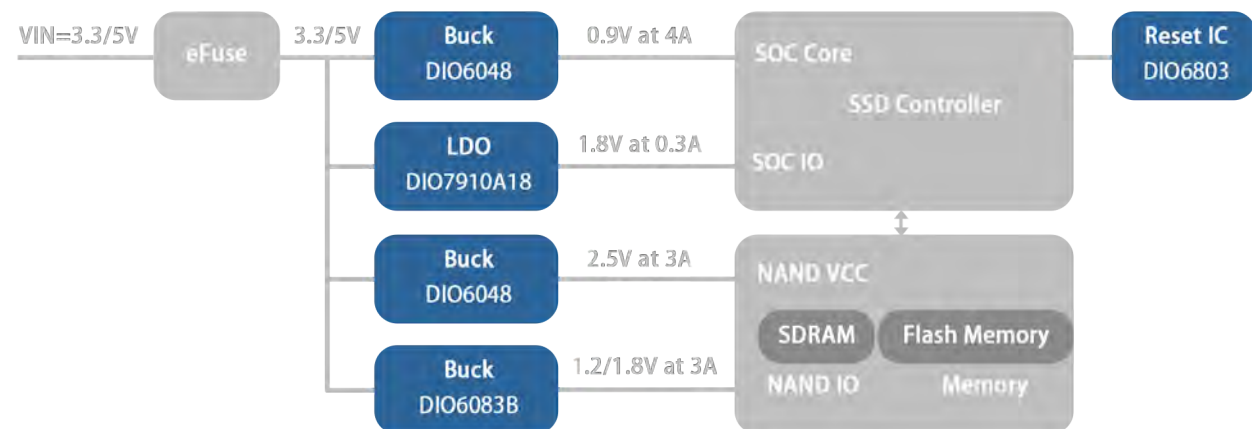 VIN=3.3/5V
eFuse
3.3/5V
Buck
DIO6048
0.9V at 4A
SOC Core
SSD Controller
SOC IO
Reset IC
DIO6803
LDO
DIO7910A18
1.8V at 0.3A
Buck
DIO6048
2.5V at 3A
NAND VCC
SDRAM
Flash Memory
NAND IO
Memory
Buck
DIO6083B
1.2/1.8V at 3A